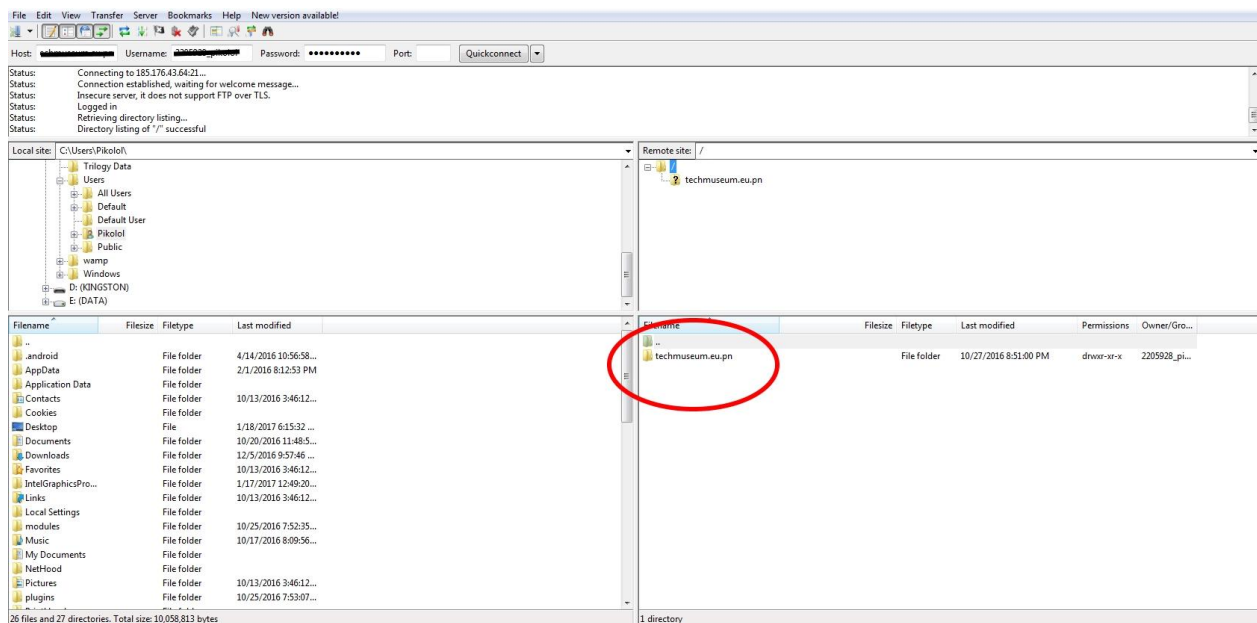 File Edit View Transfer Server Bookmarks Help New version available!
Host: Username: Password: ●●●●●●●●●● Port: Quickconnect
Status: Connecting to 185.176.43.64:21...
Status: Connection established, waiting for welcome message...
Status: Insecure server, it does not support FTP over TLS.
Status: Logged in
Status: Retrieving directory listing...
Status: Directory listing of "/" successful
Local site: C:\Users\Pikolol\
Trilogy Data
Users
All Users
Default
Default User
Pikolol
Public
wamp
Windows
D: (KINGSTON)
E: (DATA)
Remote site: /
/
? techmuseum.eu.pn
Filename Filesize Filetype Last modified
..
.android File folder 4/14/2016 10:56:58...
AppData File folder 2/1/2016 8:12:53 PM
Application Data File folder
Contacts File folder 10/13/2016 3:46:12...
Cookies File folder
Desktop File 1/18/2017 6:15:32 ...
Documents File folder 10/20/2016 11:48:5...
Downloads File folder 12/5/2016 9:57:46 ...
Favorites File folder 10/13/2016 3:46:12...
IntelGraphicsPro... File folder 1/17/2017 12:49:20...
Links File folder 10/13/2016 3:46:12...
Local Settings File folder
modules File folder 10/25/2016 7:52:35...
Music File folder 10/17/2016 8:09:56...
My Documents File folder
NetHood File folder
Pictures File folder 10/13/2016 3:46:12...
plugins File folder 10/25/2016 7:53:07...
26 files and 27 directories. Total size: 10,058,813 bytes
Filename Filesize Filetype Last modified Permissions Owner/Gro...
..
techmuseum.eu.pn File folder 10/27/2016 8:51:00 PM drwxr-xr-x 2205928_pi...
1 directory